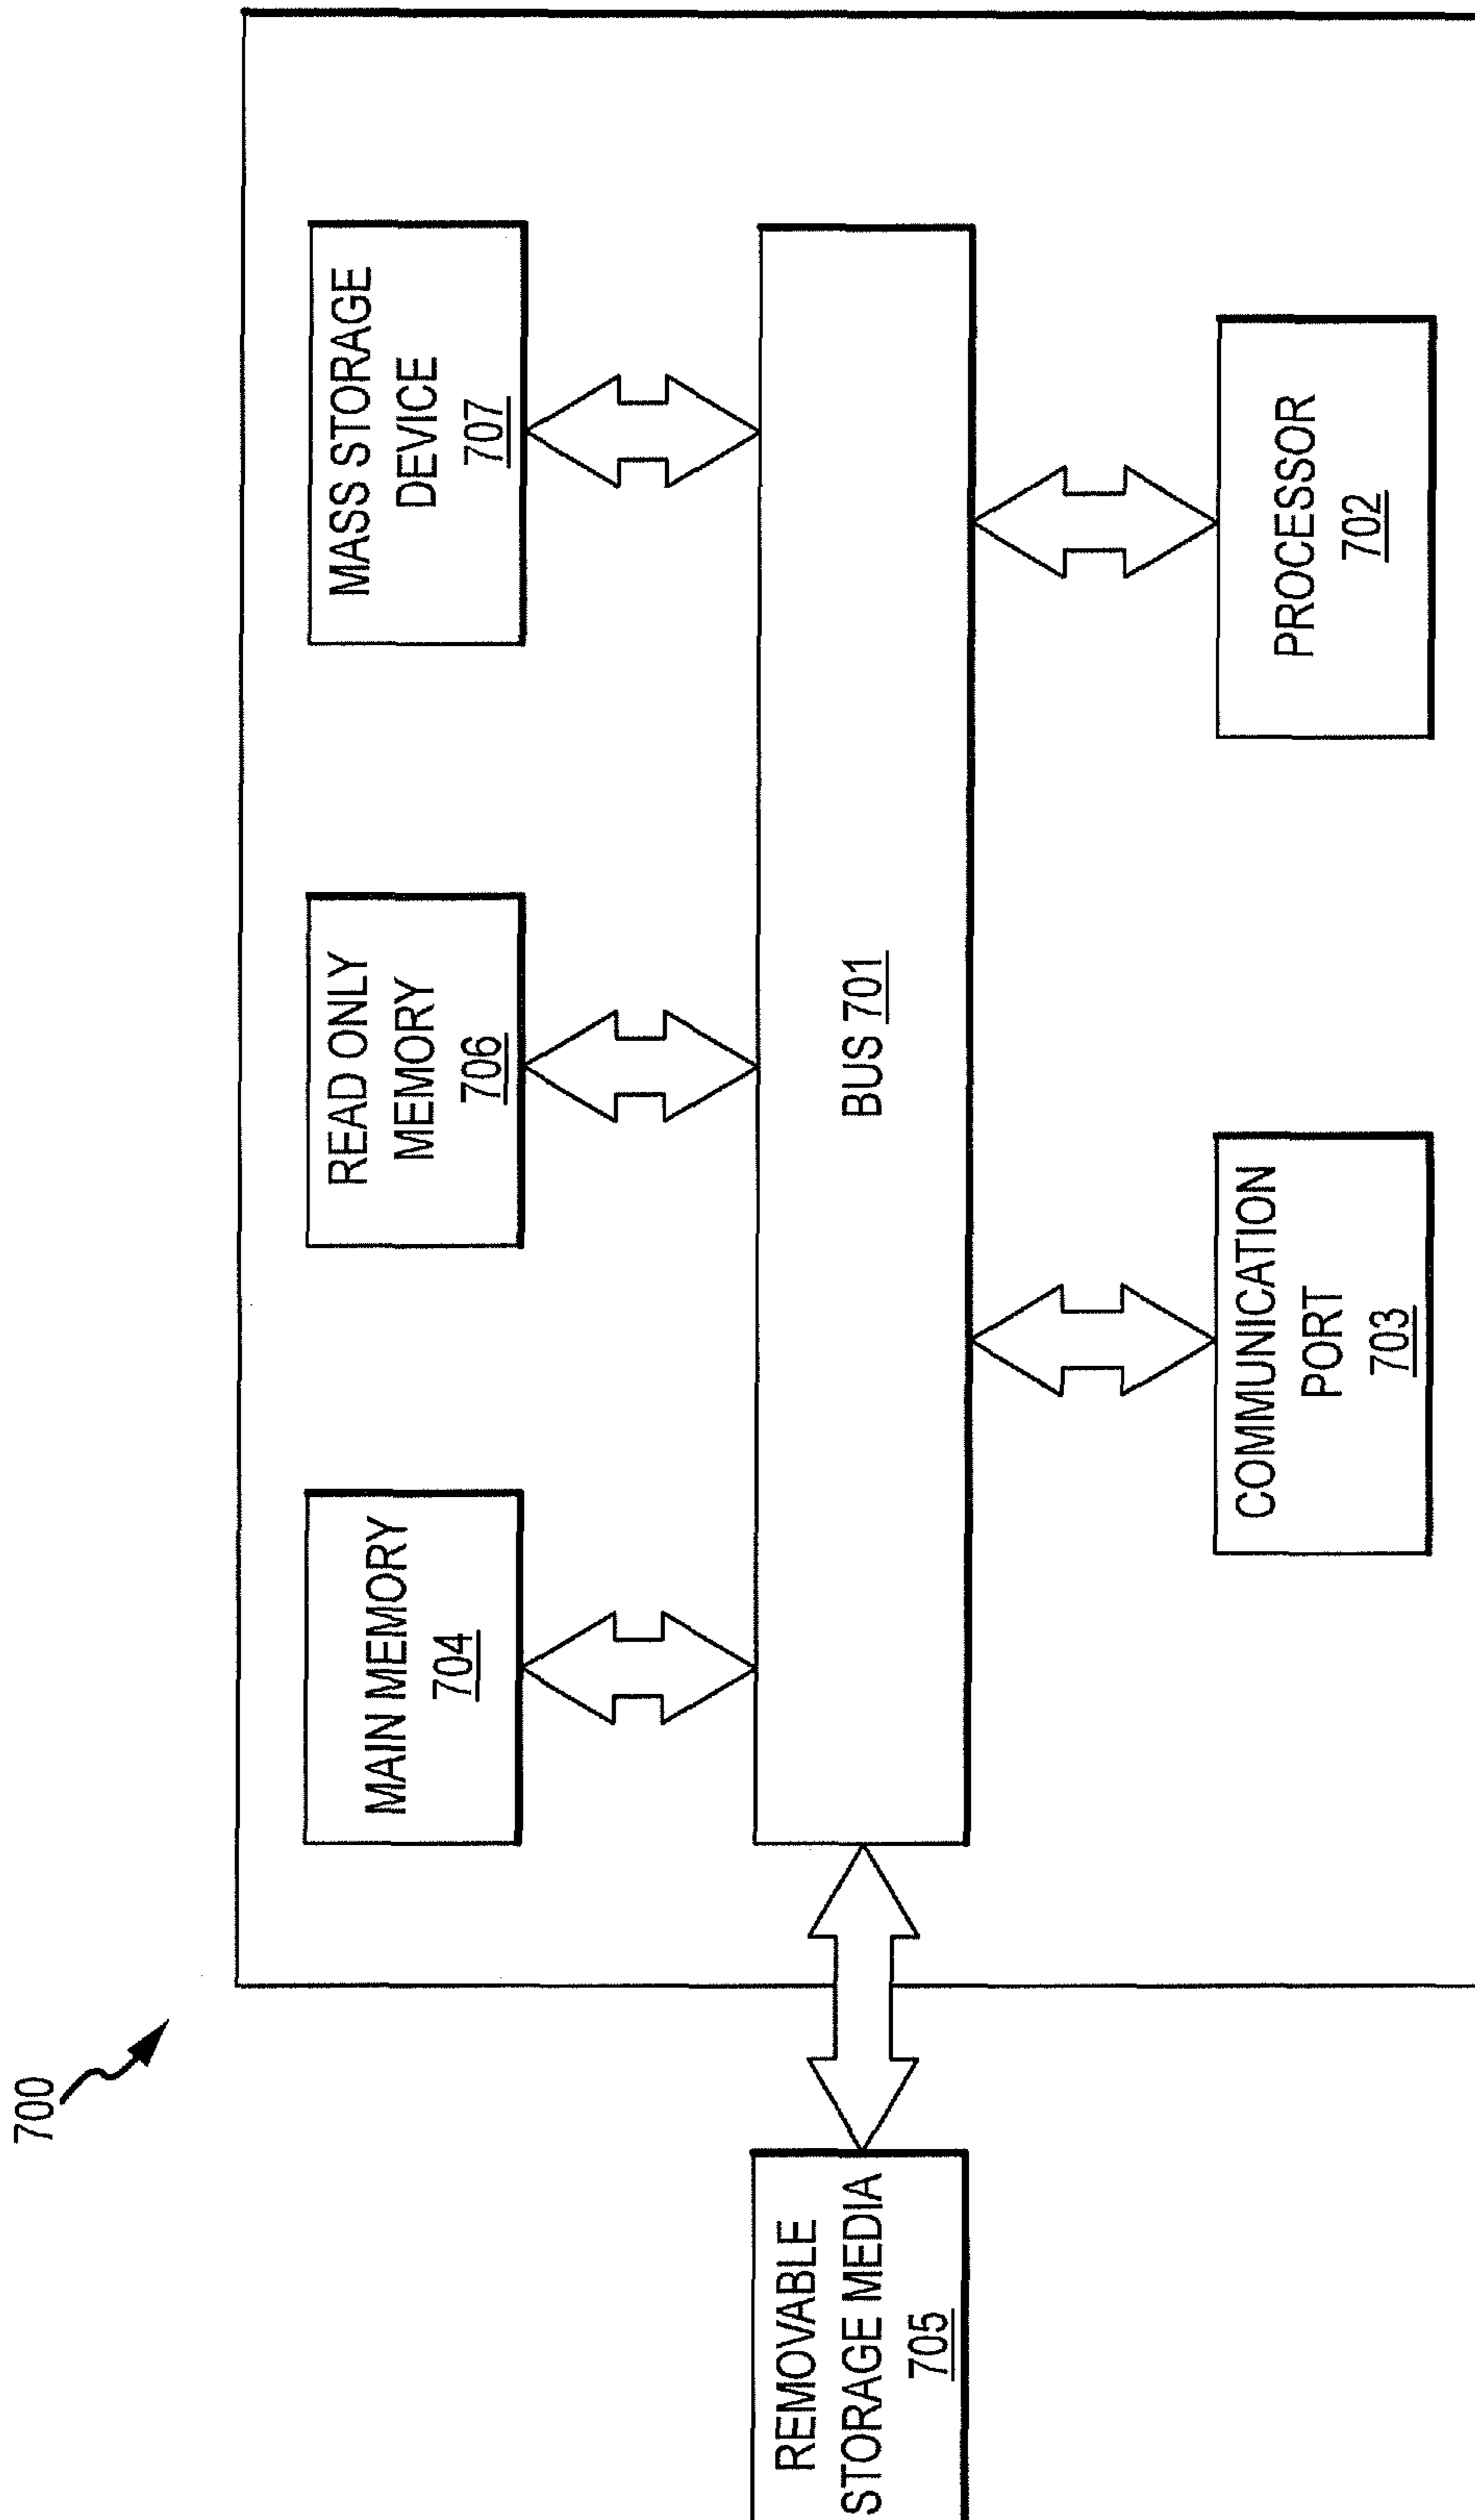 700
MAIN MEMORY
704
READ ONLY
MEMORY
706
MASS STORAGE
DEVICE
707
REMOVABLE
STORAGE MEDIA
705
BUS 701
COMMUNICATION
PORT
703
PROCESSOR
702